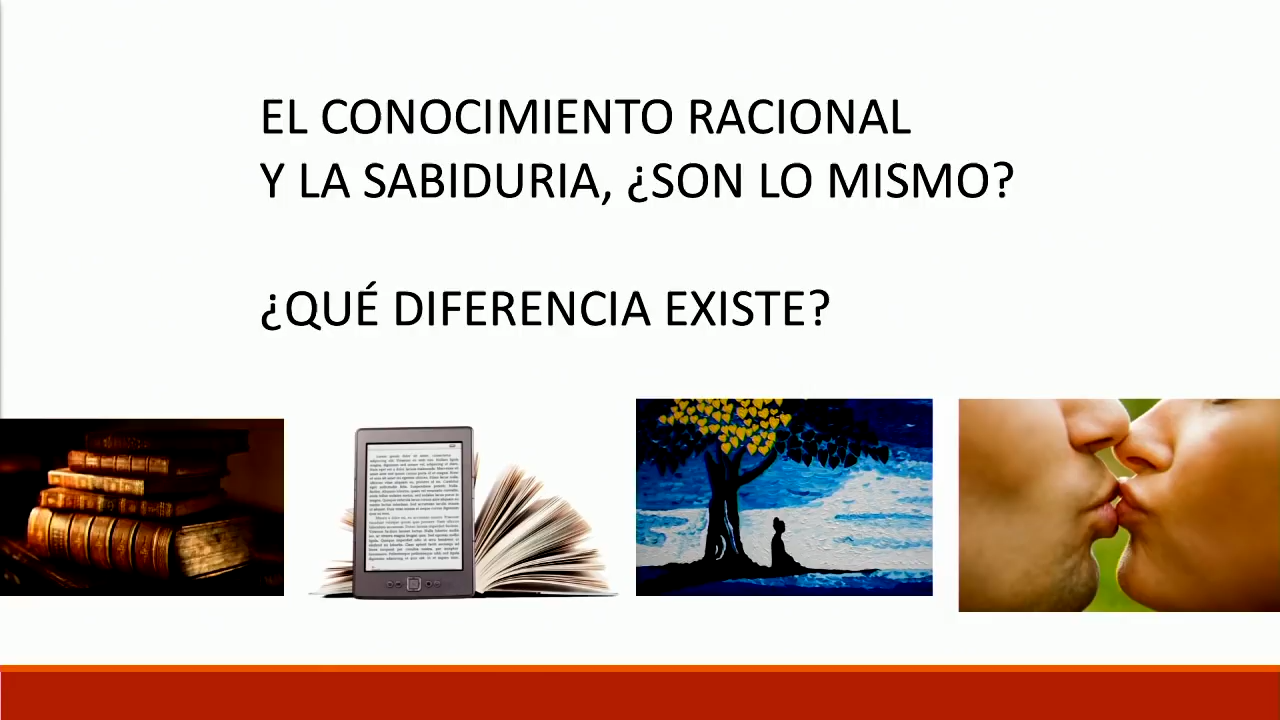 EL CONOCIMIENTO RACIONAL
Y LA SABIDURIA, ¿SON LO MISMO?
¿QUÉ DIFERENCIA EXISTE?